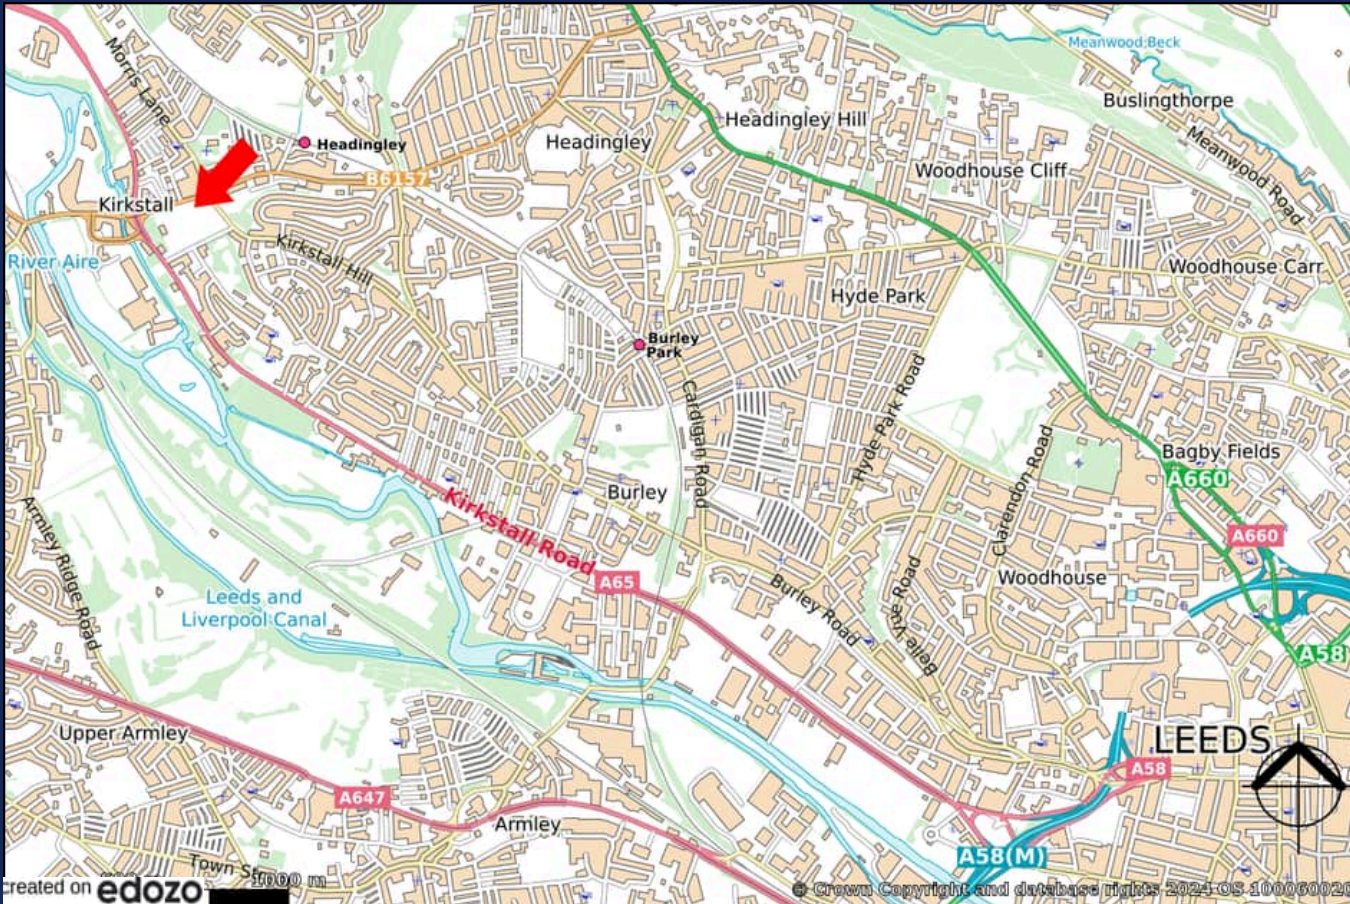 Meanwood Beck
Morris Lane
Buslingthorpe
Headingley Hill
Meanwood Road
Headingley
Headingley
Woodhouse Cliff
B6157
Kirkstall
Kirkstall Hill
River Aire
Woodhouse Carr
Hyde Park
Burley
Park
Cardigan Road
Hyde Park Road
Clarendon Road
Bagby Fields
A660
Burley
Kirkstall Road
A660
Armley Ridge Road
A65
Woodhouse
Leeds and
Liverpool Canal
Burley Road
Belle Vue Road
A58
Upper Armley
LEEDS
A58
A647
Armley
A58(M)
Town
created on edozo
1000 m
© Crown Copyright and database rights 2024 OS 100060020